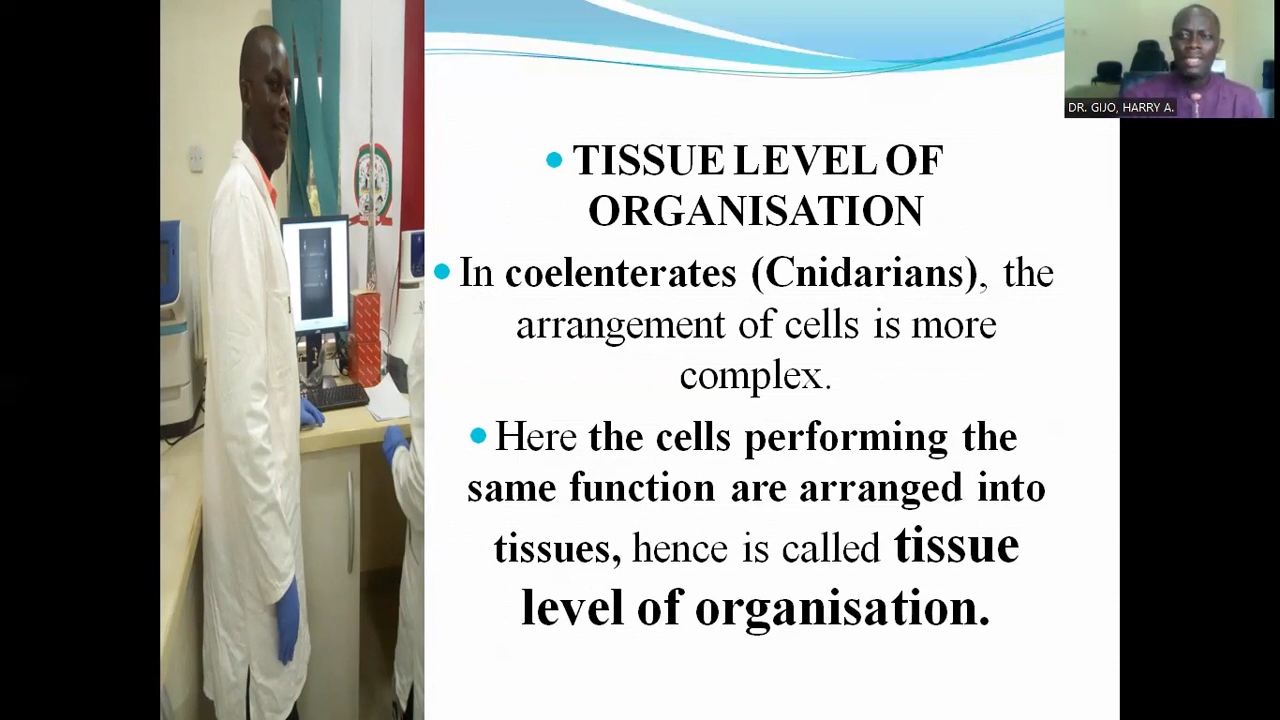 DR. GIJO, HARRY A.
• TISSUE LEVEL OF
ORGANISATION
• In coelenterates (Cnidarians), the
arrangement of cells is more
complex.
• Here the cells performing the
same function are arranged into
tissues, hence is called tissue
level of organisation.